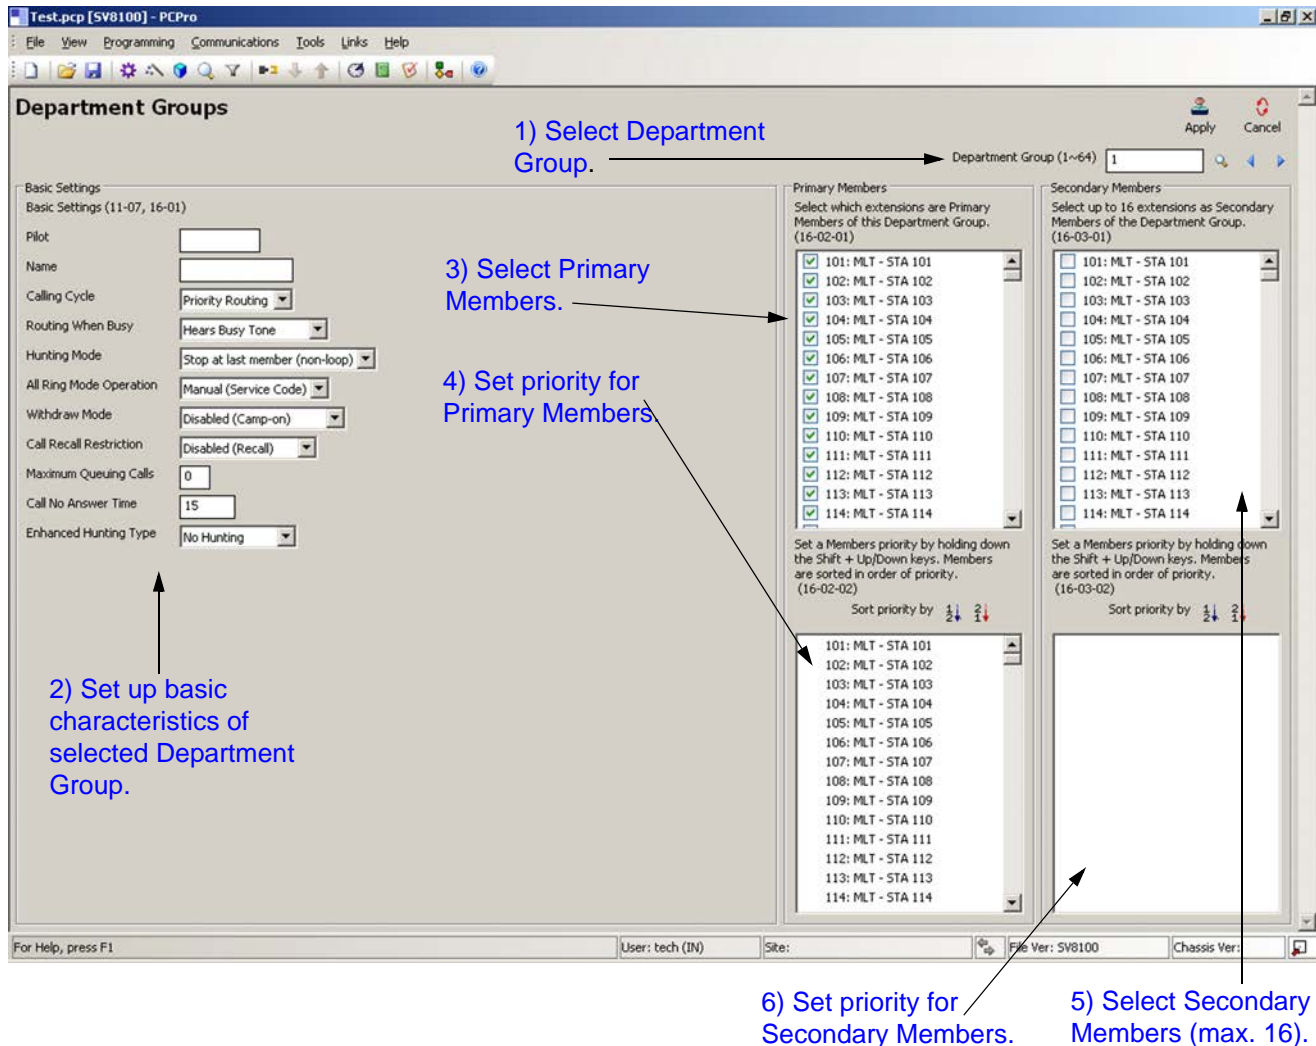 Test.pcp [SV8100] - PCPro
File View Programming Communications Tools Links Help
Department Groups
Apply Cancel
1) Select Department
Group.
Department Group (1~64) 1
Basic Settings
Basic Settings (11-07, 16-01)
Pilot
Name
Calling Cycle Priority Routing
Routing When Busy Hears Busy Tone
Hunting Mode Stop at last member (non-loop)
All Ring Mode Operation Manual (Service Code)
Withdraw Mode Disabled (Camp-on)
Call Recall Restriction Disabled (Recall)
Maximum Queuing Calls 0
Call No Answer Time 15
Enhanced Hunting Type No Hunting
2) Set up basic
characteristics of
selected Department
Group.
3) Select Primary
Members.
4) Set priority for
Primary Members.
Primary Members
Select which extensions are Primary
Members of this Department Group.
(16-02-01)
101: MLT - STA 101
102: MLT - STA 102
103: MLT - STA 103
104: MLT - STA 104
105: MLT - STA 105
106: MLT - STA 106
107: MLT - STA 107
108: MLT - STA 108
109: MLT - STA 109
110: MLT - STA 110
111: MLT - STA 111
112: MLT - STA 112
113: MLT - STA 113
114: MLT - STA 114
Set a Members priority by holding down
the Shift + Up/Down keys. Members
are sorted in order of priority.
(16-02-02)
Sort priority by
101: MLT - STA 101
102: MLT - STA 102
103: MLT - STA 103
104: MLT - STA 104
105: MLT - STA 105
106: MLT - STA 106
107: MLT - STA 107
108: MLT - STA 108
109: MLT - STA 109
110: MLT - STA 110
111: MLT - STA 111
112: MLT - STA 112
113: MLT - STA 113
114: MLT - STA 114
Secondary Members
Select up to 16 extensions as Secondary
Members of the Department Group.
(16-03-01)
101: MLT - STA 101
102: MLT - STA 102
103: MLT - STA 103
104: MLT - STA 104
105: MLT - STA 105
106: MLT - STA 106
107: MLT - STA 107
108: MLT - STA 108
109: MLT - STA 109
110: MLT - STA 110
111: MLT - STA 111
112: MLT - STA 112
113: MLT - STA 113
114: MLT - STA 114
Set a Members priority by holding down
the Shift + Up/Down keys. Members
are sorted in order of priority.
(16-03-02)
Sort priority by
For Help, press F1 User: tech (IN) Site: File Ver: SV8100 Chassis Ver:
6) Set priority for
Secondary Members.
5) Select Secondary
Members (max. 16).